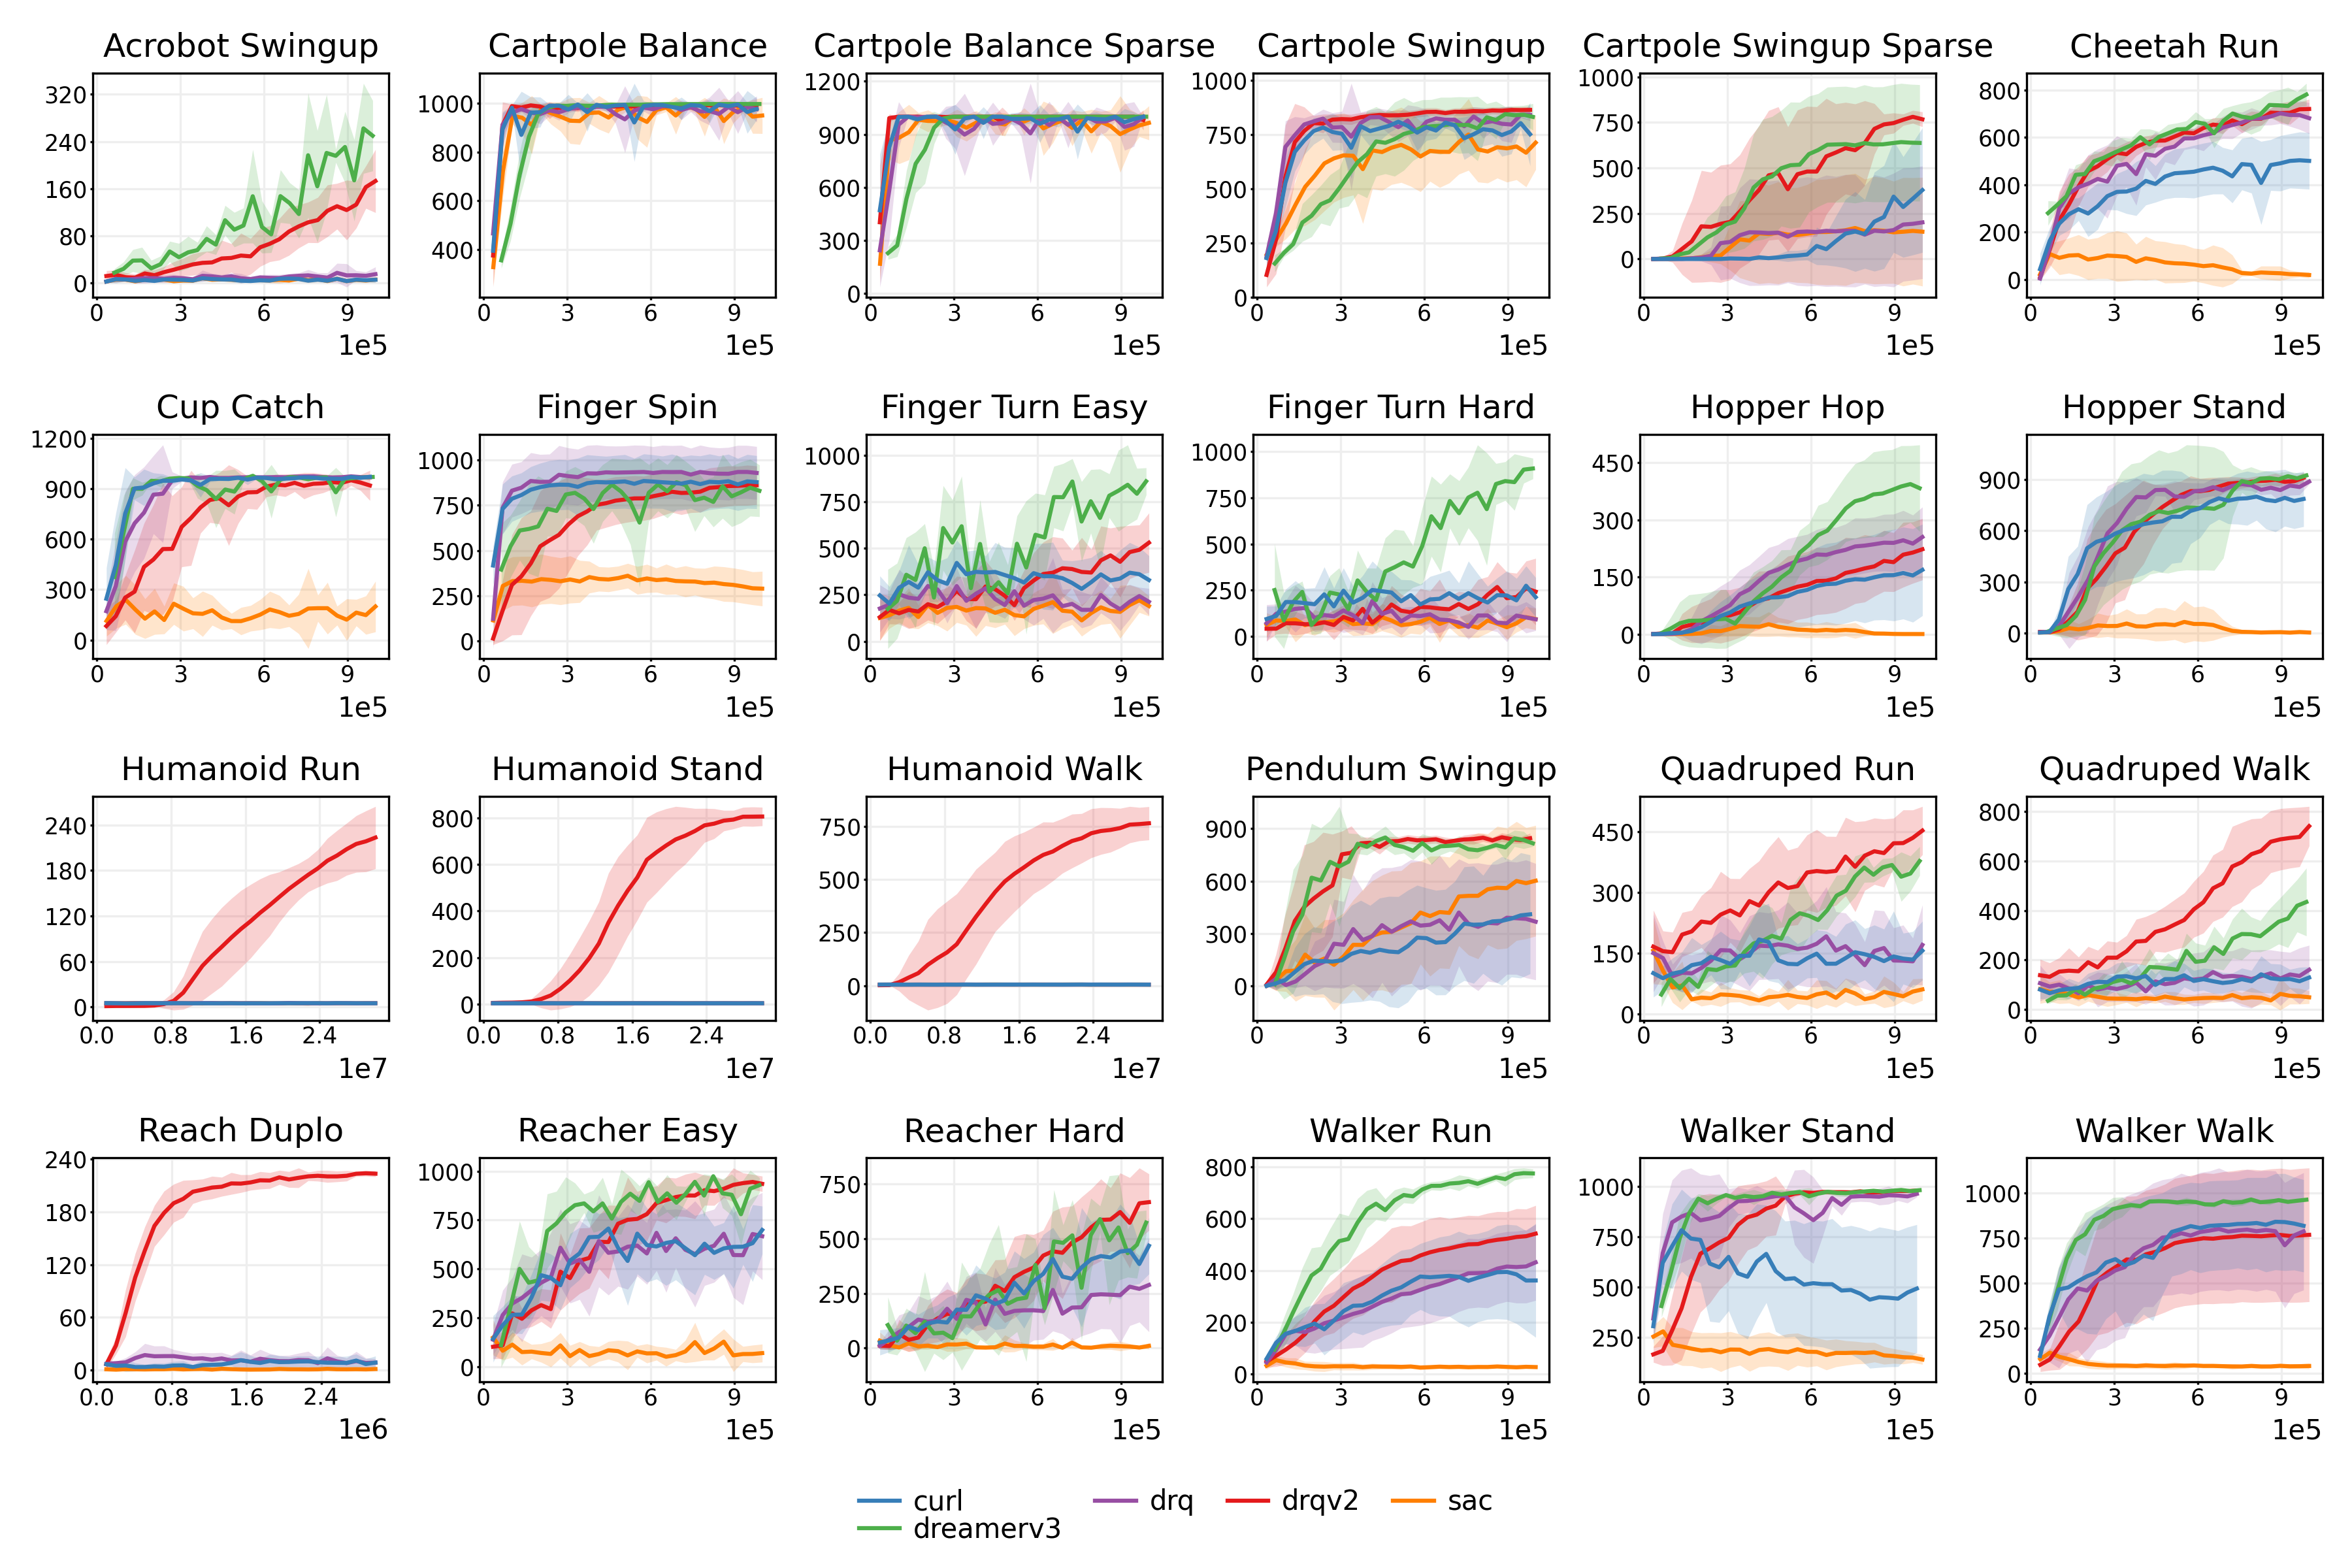 Acrobot Swingup Cartpole Balance Cartpole Balance Sparse Cartpole Swingup Cartpole Swingup Sparse Cheetah Run
320
240
160
80
0
0 3 6 9
1e5
1000
800
600
400
0 3 6 9
1e5
1200
900
600
300
0
0 3 6 9
1e5
1000
750
500
250
0
0 3 6 9
1e5
1000
750
500
250
0
0 3 6 9
1e5
800
600
400
200
0
0 3 6 9
1e5
Cup Catch Finger Spin Finger Turn Easy Finger Turn Hard Hopper Hop Hopper Stand
1200
900
600
300
0
0 3 6 9
1e5
1000
750
500
250
0
0 3 6 9
1e5
1000
750
500
250
0
0 3 6 9
1e5
1000
750
500
250
0
0 3 6 9
1e5
450
300
150
0
0 3 6 9
1e5
900
600
300
0
0 3 6 9
1e5
Humanoid Run Humanoid Stand Humanoid Walk Pendulum Swingup Quadruped Run Quadruped Walk
240
180
120
60
0
0.0 0.8 1.6 2.4
1e7
800
600
400
200
0
0.0 0.8 1.6 2.4
1e7
750
500
250
0
0.0 0.8 1.6 2.4
1e7
900
600
300
0
0 3 6 9
1e5
450
300
150
0
0 3 6 9
1e5
800
600
400
200
0
0 3 6 9
1e5
Reach Duplo Reacher Easy Reacher Hard Walker Run Walker Stand Walker Walk
240
180
120
60
0
0.0 0.8 1.6 2.4
1e6
1000
750
500
250
0
0 3 6 9
1e5
750
500
250
0
0 3 6 9
1e5
800
600
400
200
0
0 3 6 9
1e5
1000
750
500
250
0 3 6 9
1e5
1000
750
500
250
0
0 3 6 9
1e5
curl drq drqv2 sac
dreamerv3